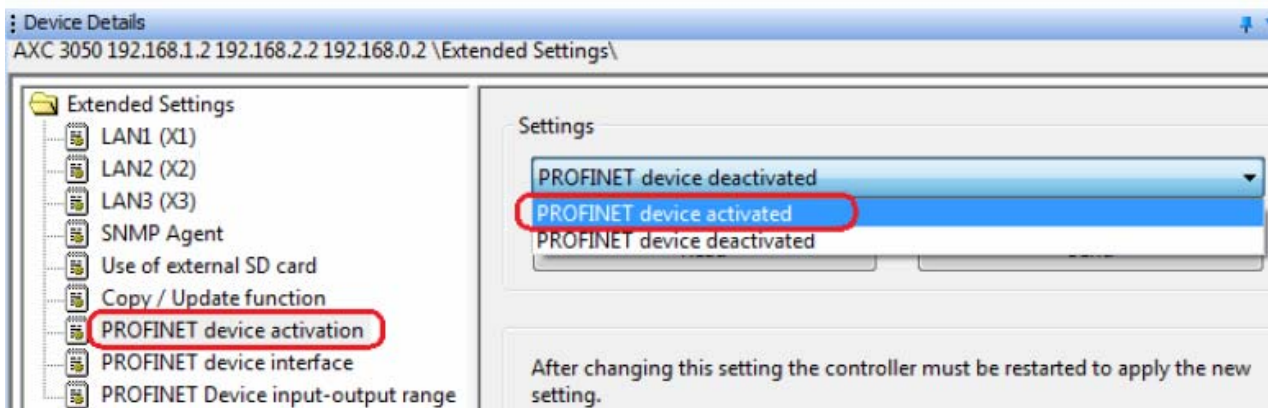 Device Details
AXC 3050 192.168.1.2 192.168.2.2 192.168.0.2 \Extended Settings\
Extended Settings
LAN1 (X1)
LAN2 (X2)
LAN3 (X3)
SNMP Agent
Use of external SD card
Copy / Update function
PROFINET device activation
PROFINET device interface
PROFINET Device input-output range
Settings
PROFINET device deactivated
PROFINET device activated
PROFINET device deactivated
After changing this setting the controller must be restarted to apply the new
setting.